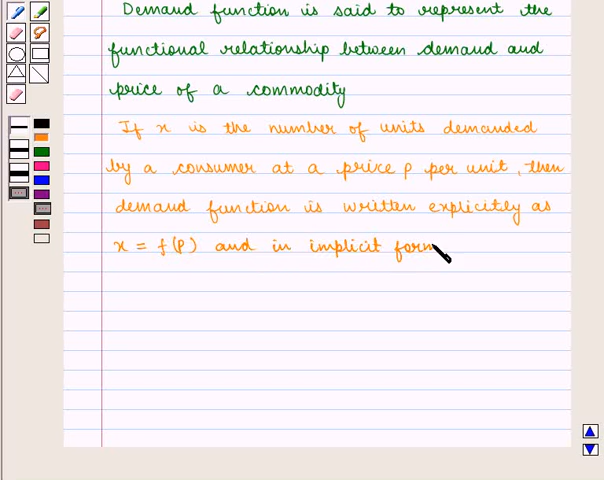 Demand function is said to represent the
functional relationship between demand and
price of a commodity
If x is the number of units demanded
by a consumer at a price p per unit, then
demand function is written explicitly as
x = f(P) and in implicit form